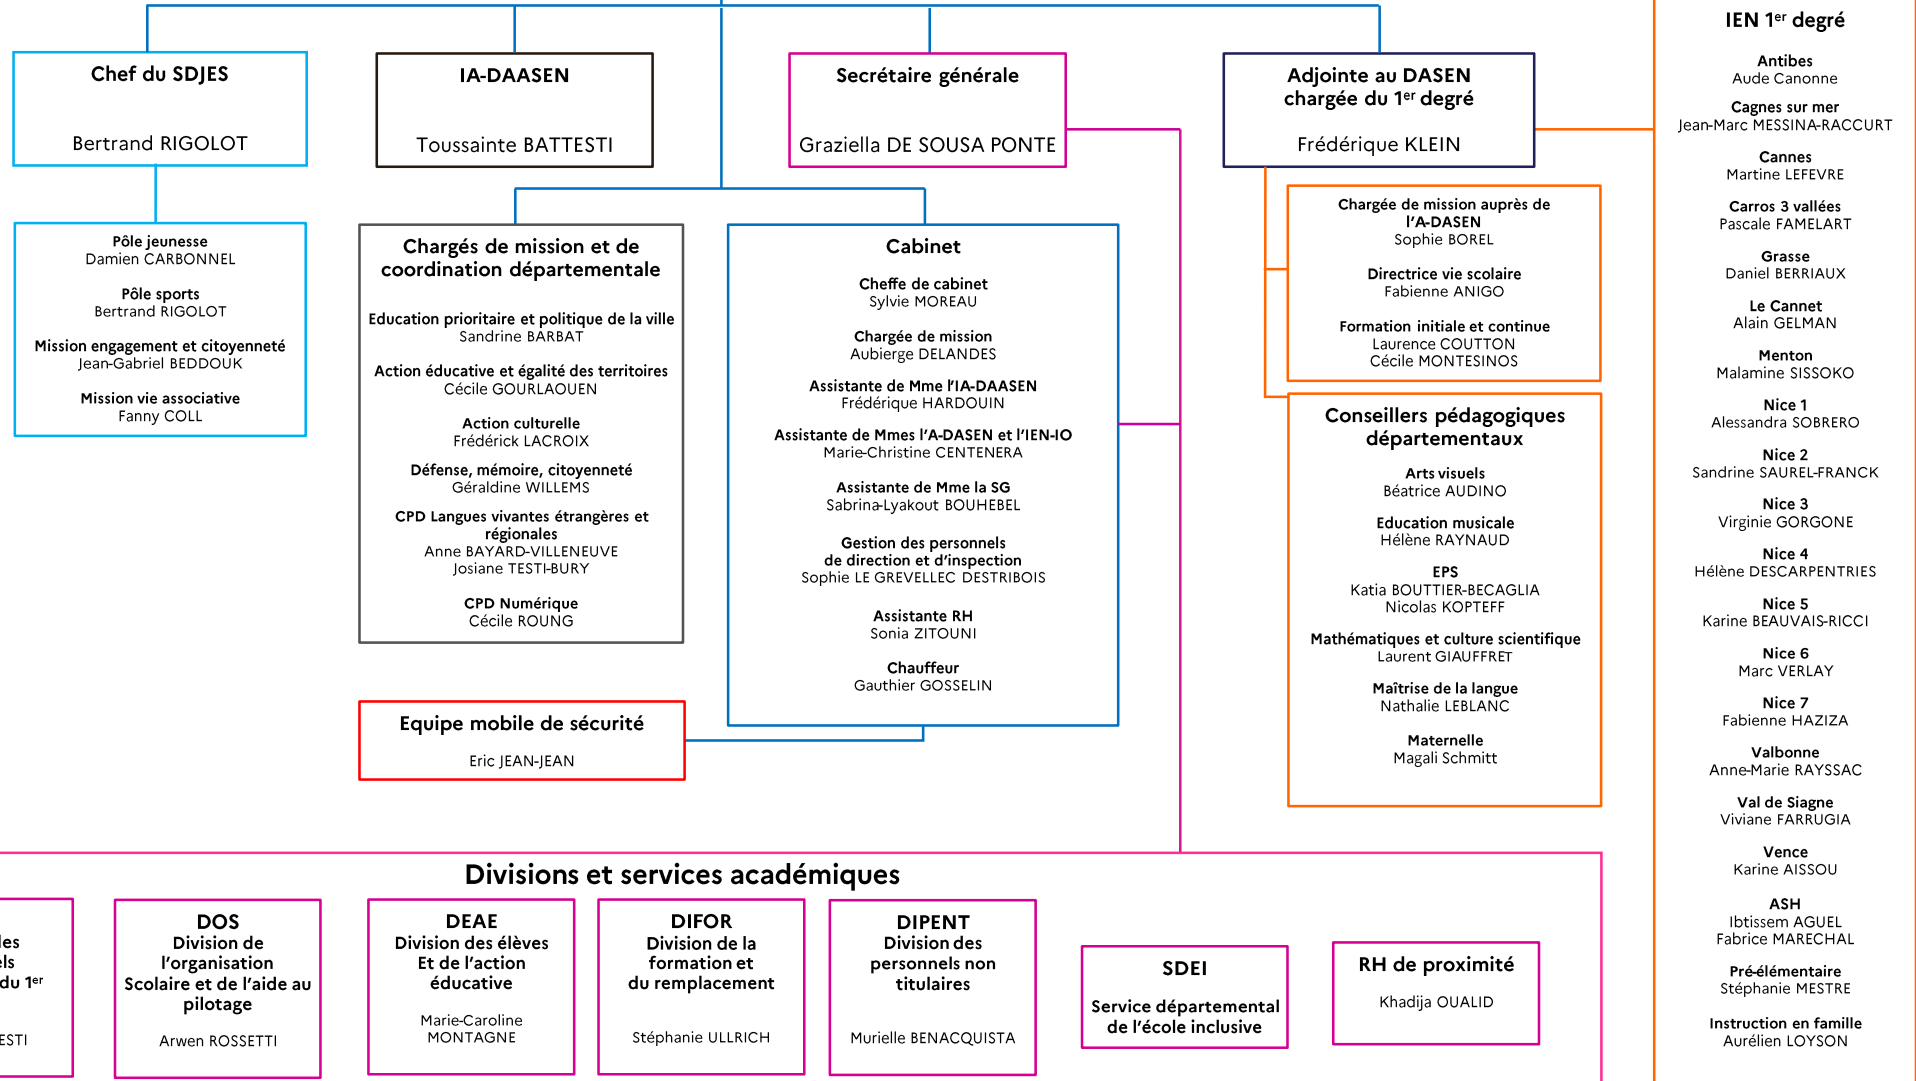 Chef du SDJES
Bertrand RIGOLOT
IA-DAASEN
Toussainte BATTESTI
Secrétaire générale
Graziella DE SOUSA PONTE
Adjointe au DASEN
chargée du 1er degré
Frédérique KLEIN
Pôle jeunesse
Damien CARBONNEL
Pôle sports
Bertrand RIGOLOT
Mission engagement et citoyenneté
Jean-Gabriel BEDDOUK
Mission vie associative
Fanny COLL
Chargés de mission et de
coordination départementale
Education prioritaire et politique de la ville
Sandrine BARBAT
Action éducative et égalité des territoires
Cécile GOURLAOUEN
Action culturelle
Frédérick LACROIX
Défense, mémoire, citoyenneté
Géraldine WILLEMS
CPD Langues vivantes étrangères et
régionales
Anne BAYARD-VILLENEUVE
Josiane TESTI-BURY
CPD Numérique
Cécile ROUNG
Equipe mobile de sécurité
Eric JEAN-JEAN
Cabinet
Cheffe de cabinet
Sylvie MOREAU
Chargée de mission
Aubierge DELANDES
Assistante de Mme l'IA-DAASEN
Frédérique HARDOUIN
Assistante de Mmes l'A-DASEN et l'IEN-IO
Marie-Christine CENTENERA
Assistante de Mme la SG
Sabrina-Lyakout BOUHEBEL
Gestion des personnels
de direction et d'inspection
Sophie LE GREVELLEC DESTRIBOIS
Assistante RH
Sonia ZITOUNI
Chauffeur
Gauthier GOSSELIN
Chargée de mission auprès de
l'A-DASEN
Sophie BOREL
Directrice vie scolaire
Fabienne ANIGO
Formation initiale et continue
Laurence COUTTON
Cécile MONTESINOS
Conseillers pédagogiques
départementaux
Arts visuels
Béatrice AUDINO
Education musicale
Hélène RAYNAUD
EPS
Katia BOUTTIER-BECAGLIA
Nicolas KOPTEFF
Mathématiques et culture scientifique
Laurent GIAUFFRET
Maîtrise de la langue
Nathalie LEBLANC
Maternelle
Magali Schmitt
IEN 1er degré
Antibes
Aude Canonne
Cagnes sur mer
Jean-Marc MESSINA-RACCURT
Cannes
Martine LEFEVRE
Carros 3 vallées
Pascale FAMELART
Grasse
Daniel BERRIAUX
Le Cannet
Alain GELMAN
Menton
Malamine SISSOKO
Nice 1
Alessandra SOBRERO
Nice 2
Sandrine SAUREL-FRANCK
Nice 3
Virginie GORGONE
Nice 4
Hélène DESCARPENTRIES
Nice 5
Karine BEAUVAIS-RICCI
Nice 6
Marc VERLAY
Nice 7
Fabienne HAZIZA
Valbonne
Anne-Marie RAYSSAC
Val de Siagne
Viviane FARRUGIA
Vence
Karine AISSOU
ASH
Ibtissem AGUEL
Fabrice MARECHAL
Pré-élémentaire
Stéphanie MESTRE
Instruction en famille
Aurélien LOYSON
Divisions et services académiques
du 1er
DOS
Division de
l'organisation
Scolaire et de l'aide au
pilotage
Arwen ROSSETTI
DEAE
Division des élèves
Et de l'action
éducative
Marie-Caroline
MONTAGNE
DIFOR
Division de la
formation et
du remplacement
Stéphanie ULLRICH
DIPENT
Division des
personnels non
titulaires
Murielle BENACQUISTA
SDEI
Service départemental
de l'école inclusive
RH de proximité
Khadija OUALID